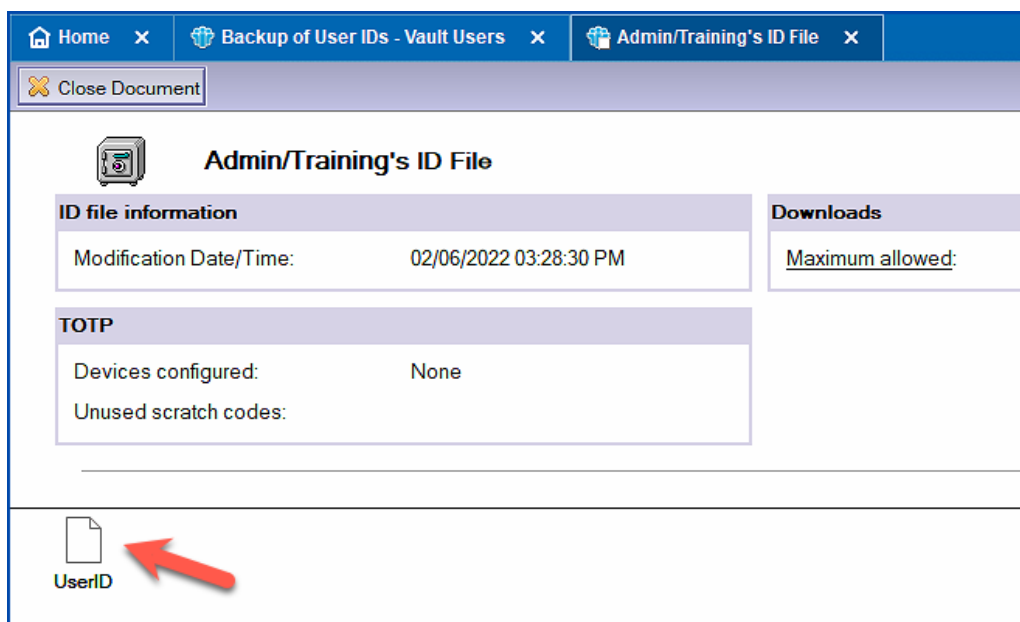 Home
Backup of User IDs - Vault Users
Admin/Training's ID File
Close Document
Admin/Training's ID File
ID file information
Modification Date/Time: 02/06/2022 03:28:30 PM
Downloads
Maximum allowed:
TOTP
Devices configured: None
Unused scratch codes:
UserID